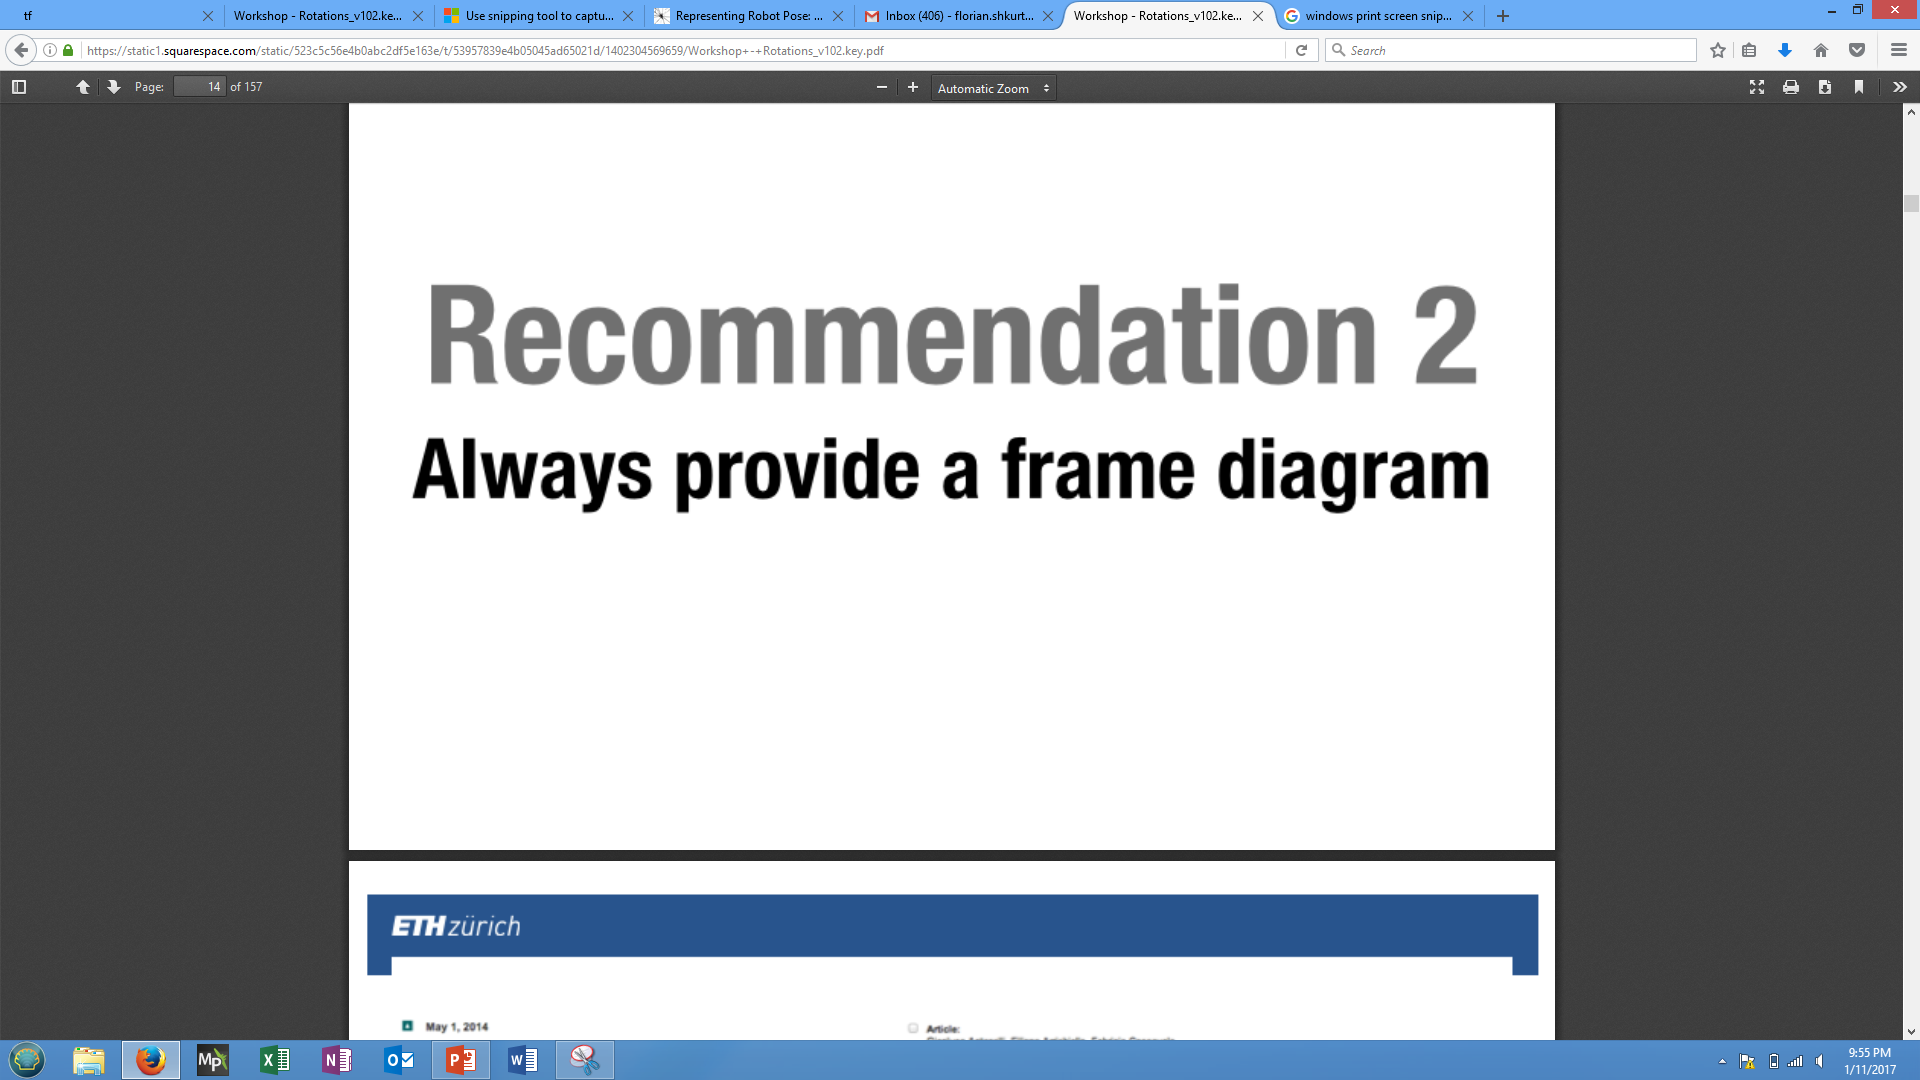 tf
Workshop - Rotations_v102.ke...
Use snipping tool to captu...
Representing Robot Pose: ...
Inbox (406) - florian.shkurt...
Workshop - Rotations_v102.ke...
windows print screen snip...
https://static1.squarespace.com/static/523c5c56e4b0abc2df5e163e/t/53957839e4b05045ad65021d/1402304569659/Workshop+-+Rotations_v102.key.pdf
Search
Page: 14 of 157
Automatic Zoom
Recommendation 2
Always provide a frame diagram
ETH zürich
May 1, 2014
Article:
9:55 PM
1/11/2017